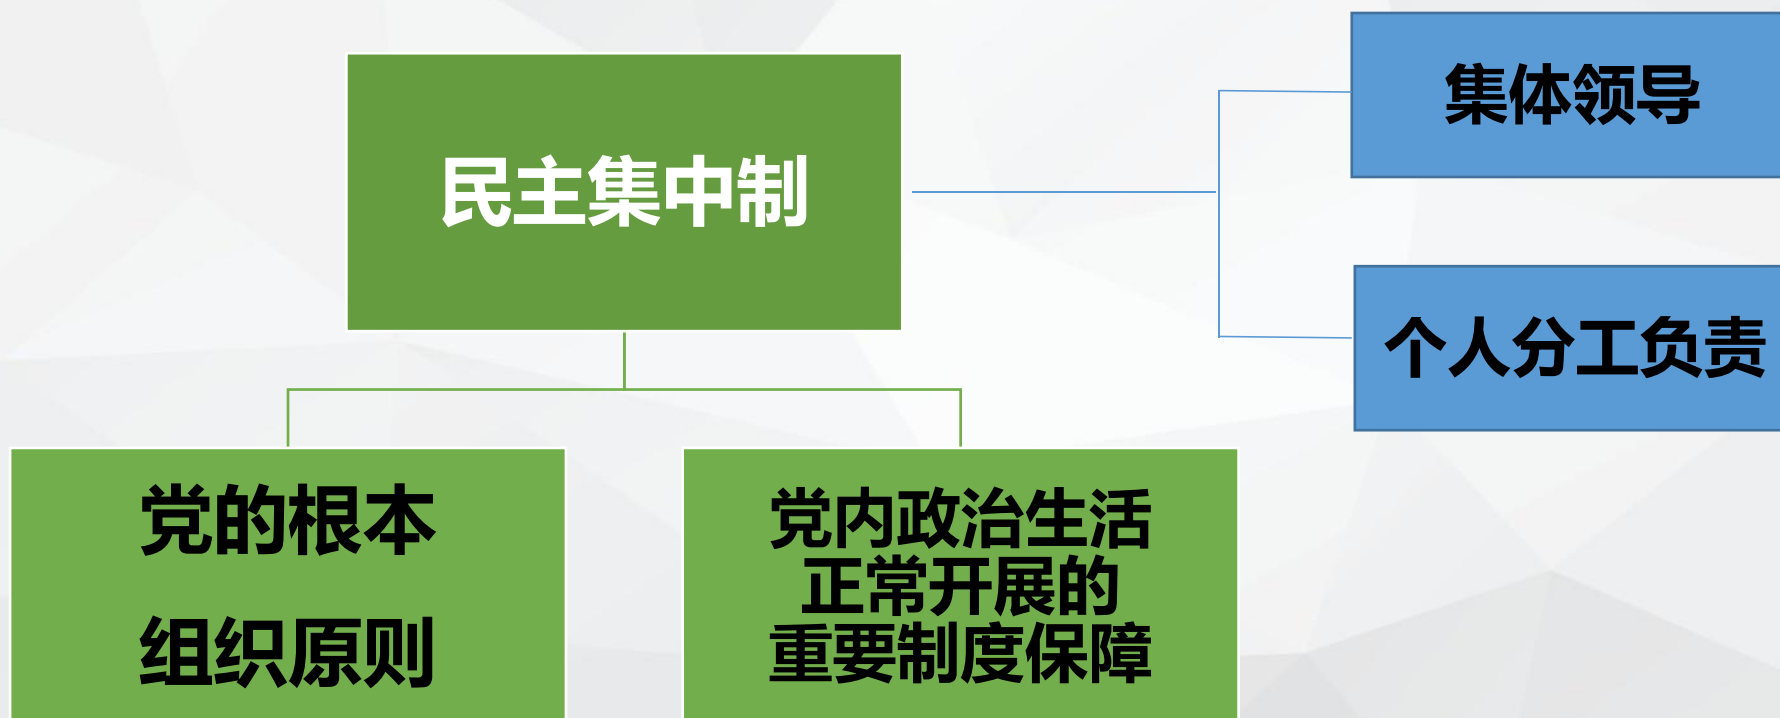 民主集中制
集体领导
个人分工负责
党的根本
组织原则
党内政治生活
正常开展的
重要制度保障